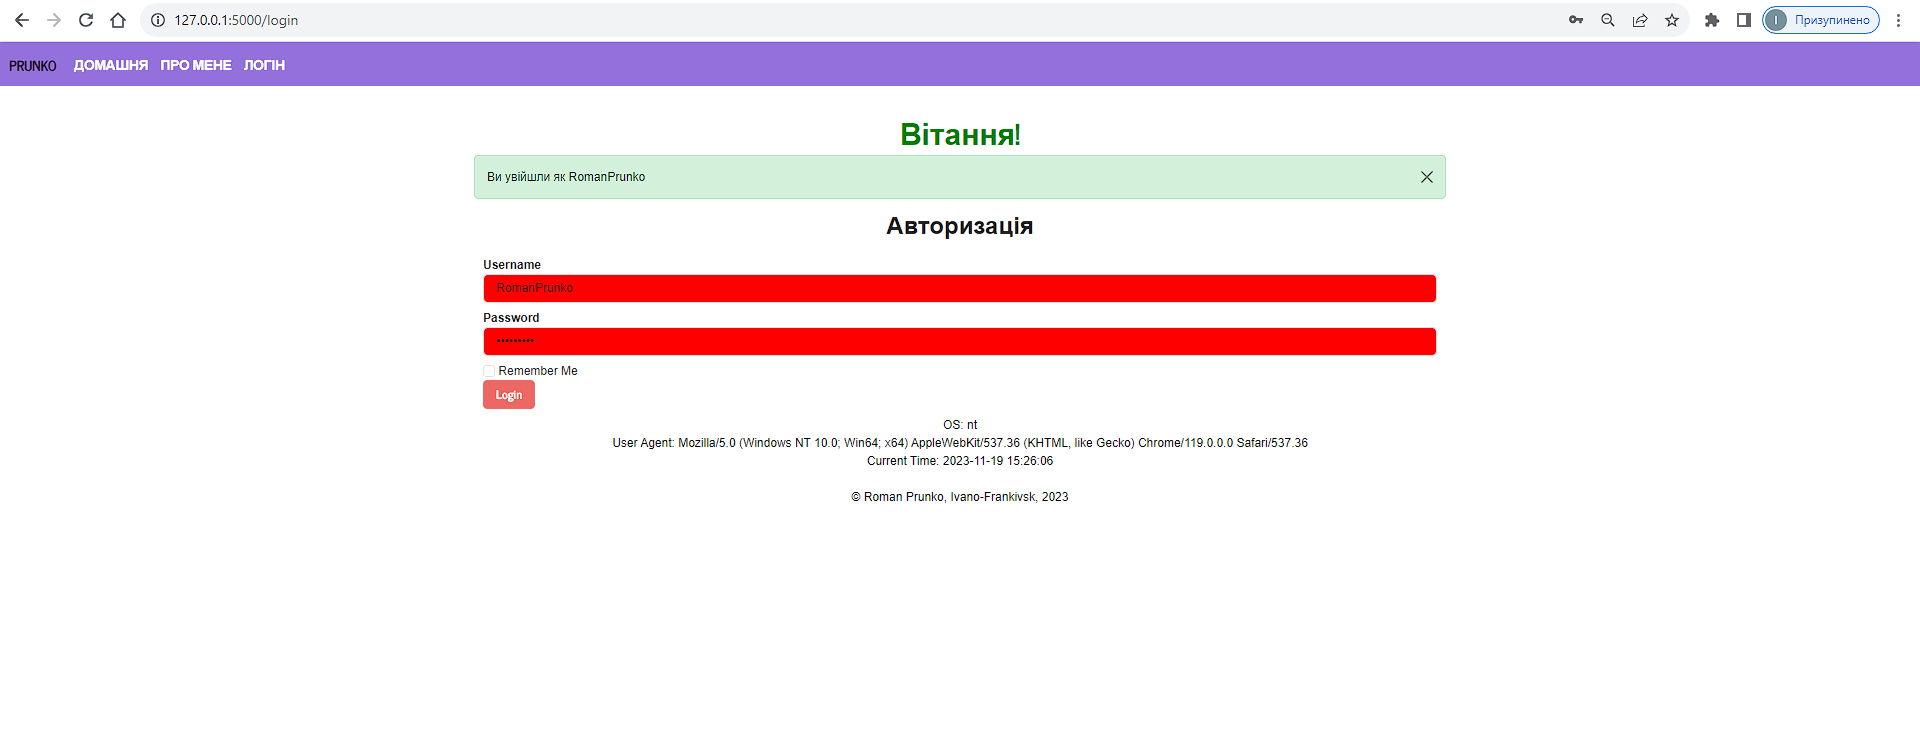 127.0.0.1:5000/login
Призупинено
PRUNKO ДОМАШНЯ ПРО МЕНЕ ЛОГІН
Вітання!
Ви увійшли як RomanPrunko
Авторизація
Username
RomanPrunko
Password
•••••••••
Remember Me
Login
OS: nt
User Agent: Mozilla/5.0 (Windows NT 10.0; Win64; x64) AppleWebKit/537.36 (KHTML, like Gecko) Chrome/119.0.0.0 Safari/537.36
Current Time: 2023-11-19 15:26:06
© Roman Prunko, Ivano-Frankivsk, 2023